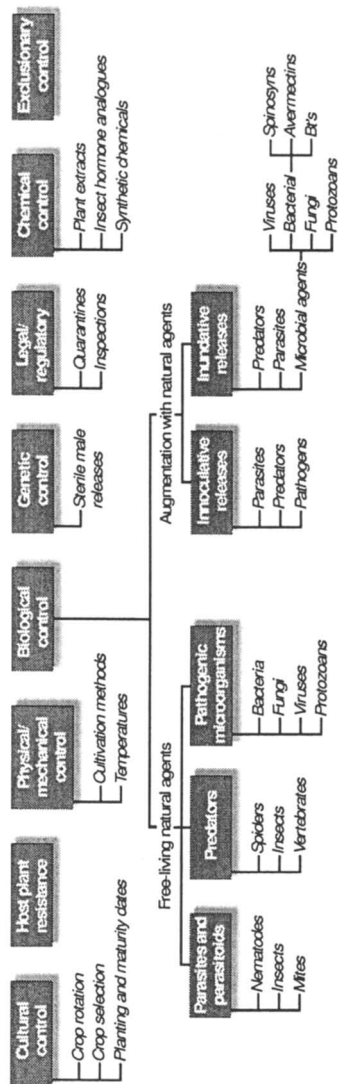 Cultural
control
Crop rotation
Crop selection
Planting and maturity dates
Host plant
resistance
Physical/
mechanical
control
Cultivation methods
Temperatures
Biological
control
Genetic
control
Sterile male
releases
Legal/
regulatory
Quarantines
Inspections
Chemical
control
Plant extracts
Insect hormone analogues
Synthetic chemicals
Exclusionary
control
Free-living natural agents
Parasites and
parasitoids
Nematodes
Insects
Mites
Predators
Spiders
Insects
Vertebrates
Pathogenic
microorganisms
Bacteria
Fungi
Viruses
Protozoans
Augmentation with natural agents
Innoculative
releases
Parasites
Predators
Pathogens
Inundative
releases
Predators
Parasites
Microbial agents
Viruses
Bacterial
Fungi
Protozoans
Spinosyns
Avermectins
Bt's